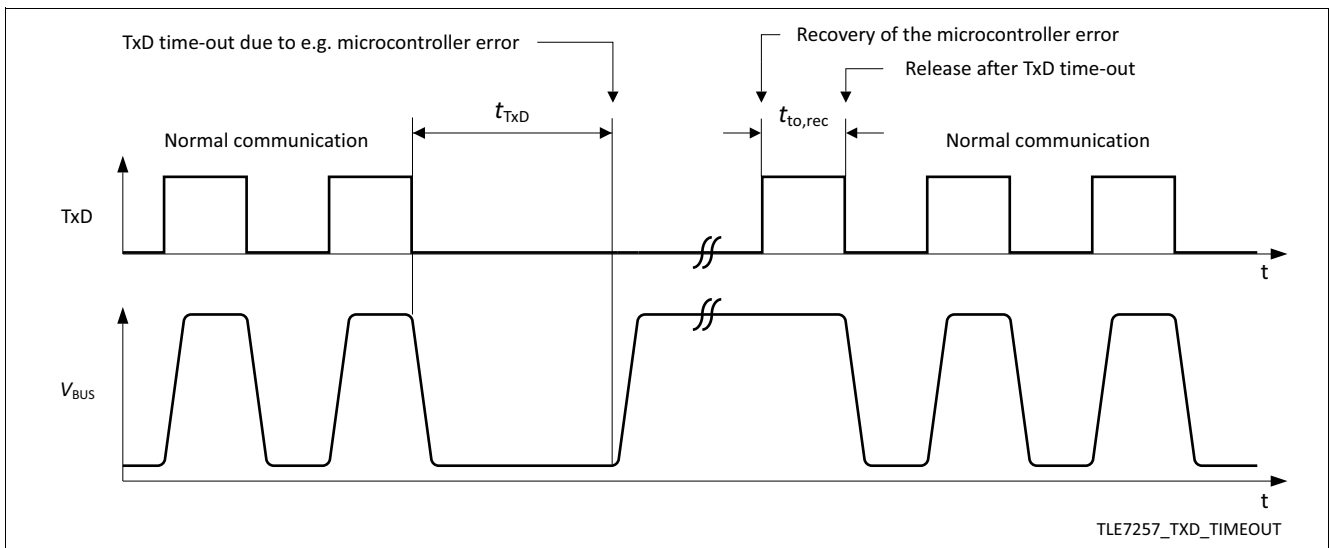 TxD time-out due to e.g. microcontroller error
Recovery of the microcontroller error
Release after TxD time-out
tTxD
tto,rec
Normal communication
Normal communication
TxD
t
VBUS
t
TLE7257_TXD_TIMEOUT